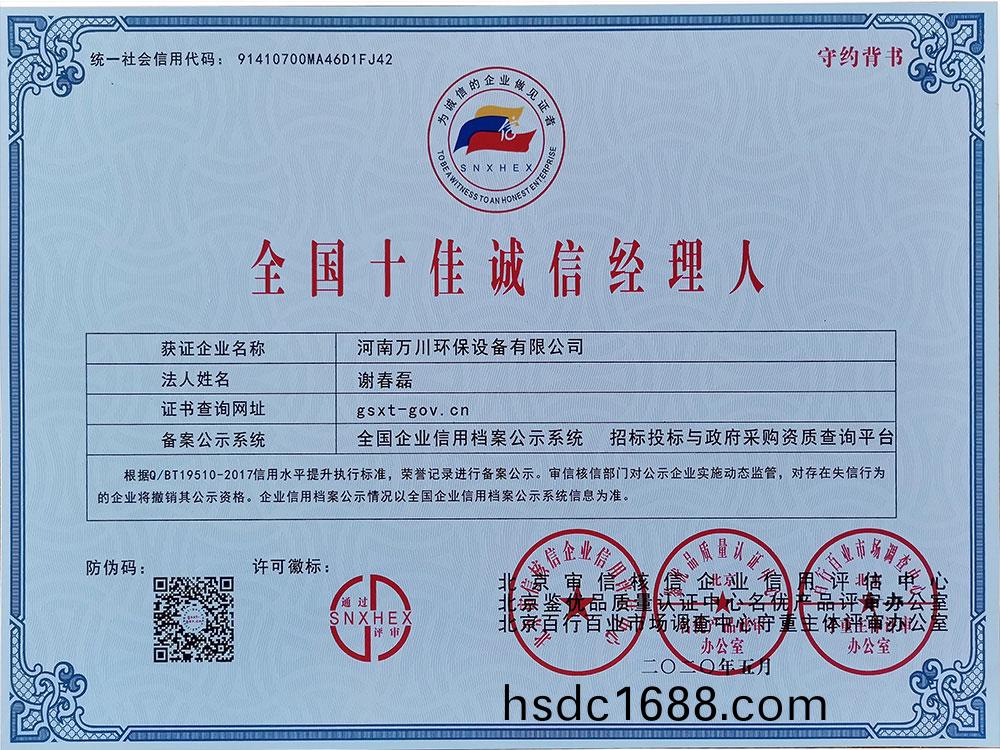 统一社会信用代码： 91410700MA46D1FJ42
守约背书
为诚信的企业做见证者
SNXHEX
TO BE A WITNESS TO AN HONEST ENTERPRISE
全国十佳诚信经理人
获证企业名称 河南万川环保设备有限公司
法人姓名 谢春磊
证书查询网址 gsxt-gov.cn
备案公示系统 全国企业信用档案公示系统 招标投标与政府采购资质查询平台
根据Q/BT19510-2017信用水平提升执行标准，荣誉记录进行备案公示。审信核信部门对公示企业实施动态监管，对存在失信行为
的企业将撤销其公示资格。企业信用档案公示情况以全国企业信用档案公示系统信息为准。
防伪码：
许可徽标：
通过
SNXHEX
评审
北京审信核信企业信用评估中心
北京鉴优品质量认证中心名优产品评审办公室
北京百行百业市场调查中心守重主体评审办公室
办公室
办公室
二〇二〇年五月
hsdc1688.com